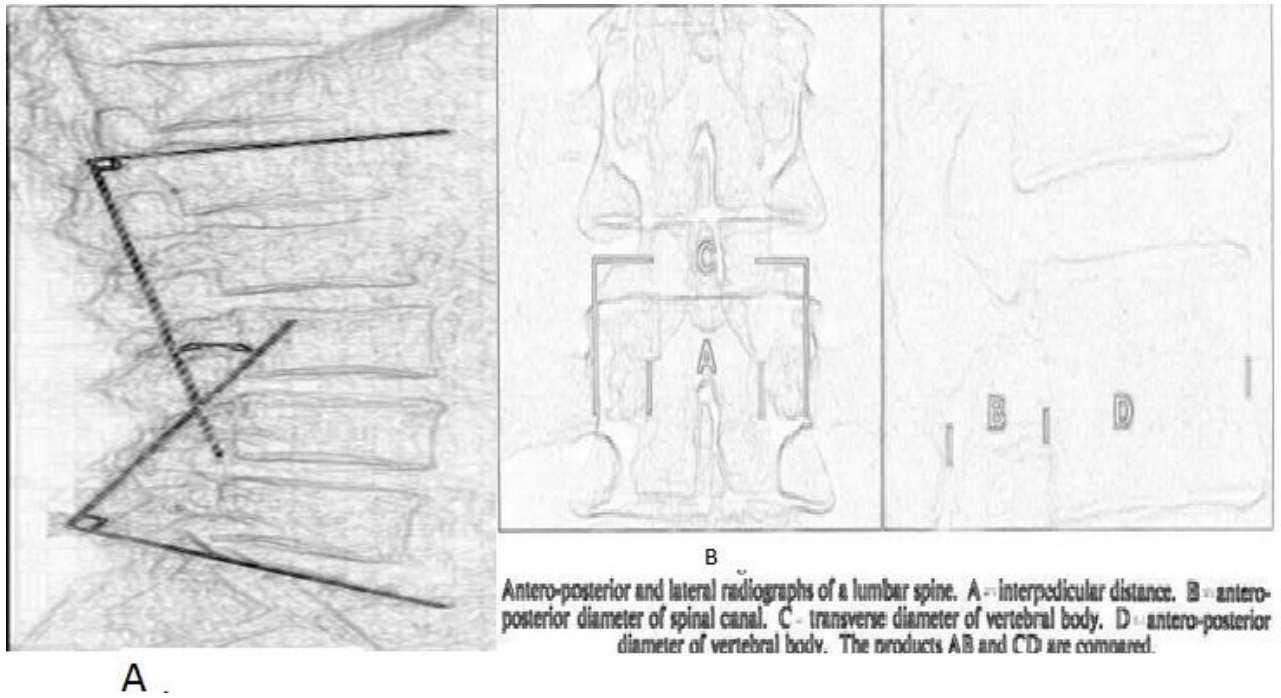 C
A
B
D
B
Antero-posterior and lateral radiographs of a lumbar spine. A - interpedicular distance. B - antero-
posterior diameter of spinal canal. C - transverse diameter of vertebral body. D - antero-posterior
diameter of vertebral body. The products AB and CD are compared.
A